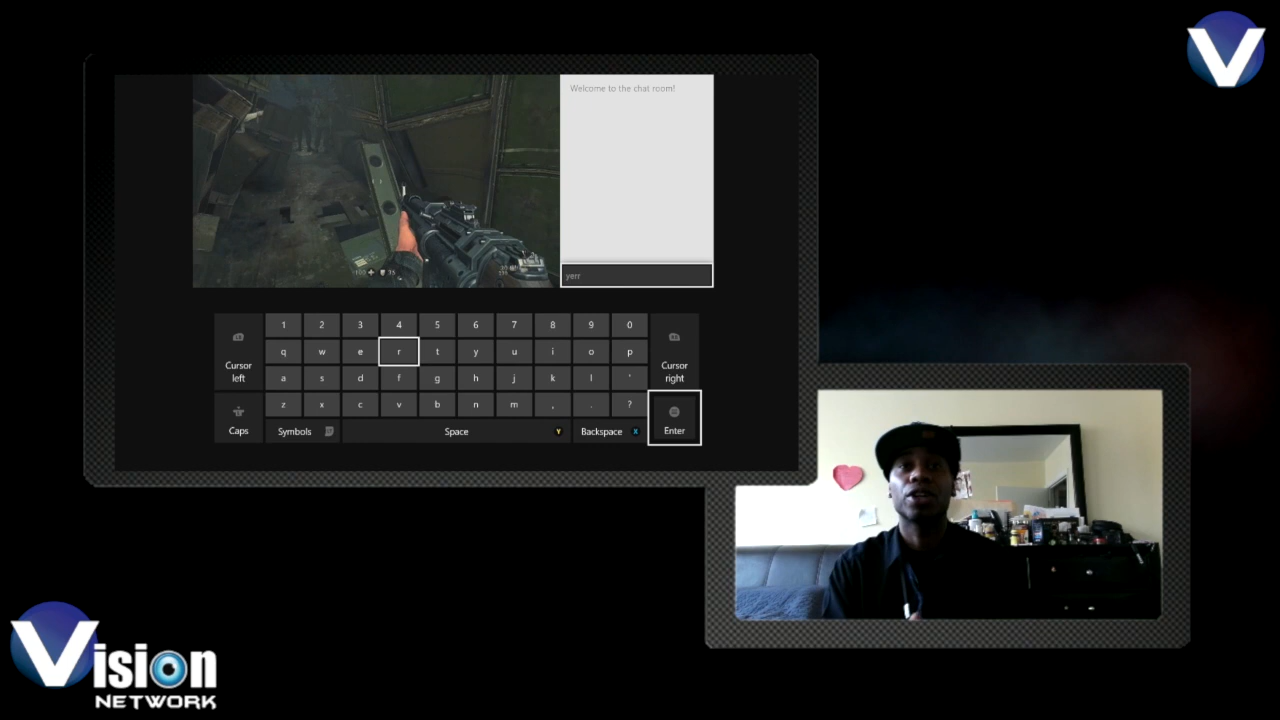 V
Welcome to the chat room!
yerr
1 2 3 4 5 6 7 8 9 0
q w e r t y u i o p
Cursor left
a s d f g h j k l '
Cursor right
z x c v b n m , . ?
Caps
Symbols
Space
Y
Backspace
X
Enter
Vision
NETWORK